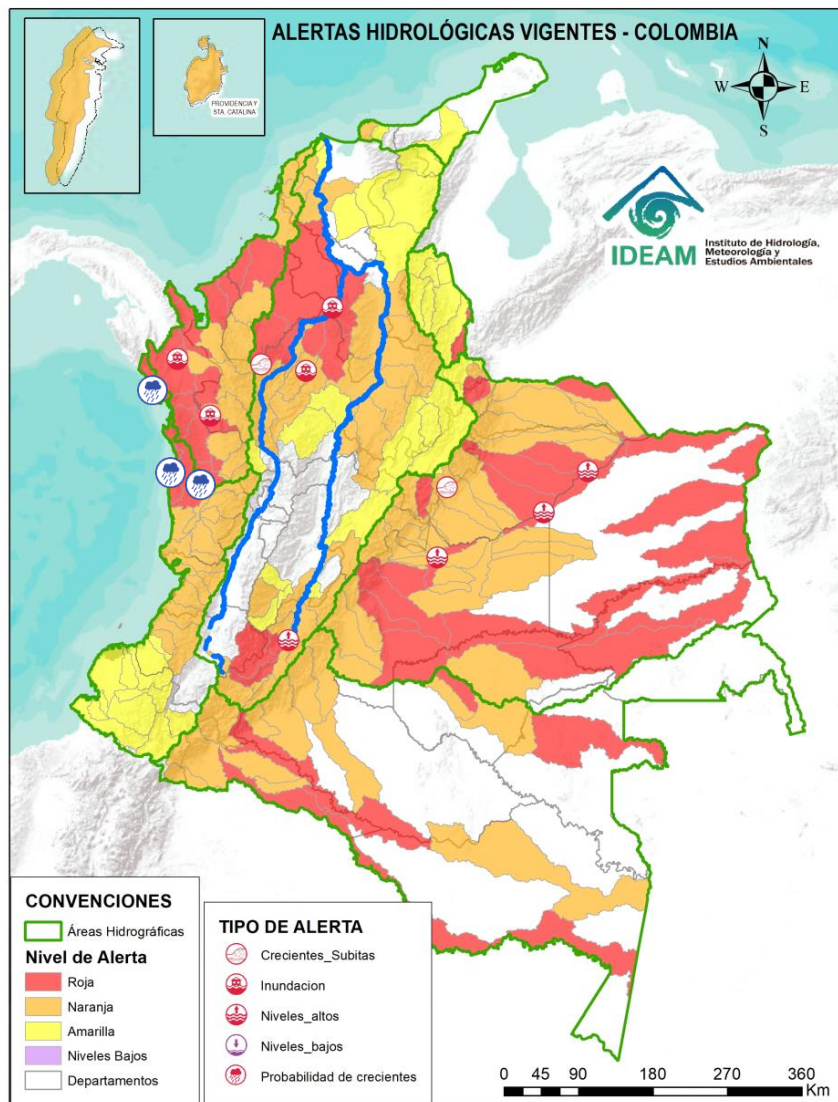 ALERTAS HIDROLÓGICAS VIGENTES - COLOMBIA
N
W
E
S
PROVIDENCIA Y
STA. CATALINA
IDEAM
Instituto de Hidrología,
Meteorología y
Estudios Ambientales
CONVENCIONES
Áreas Hidrográficas
Nivel de Alerta
Roja
Naranja
Amarilla
Niveles Bajos
Departamentos
TIPO DE ALERTA
Crecientes_Subitas
Inundacion
Niveles_altos
Niveles_bajos
Probabilidad de crecientes
0 45 90 180 270 360
Km